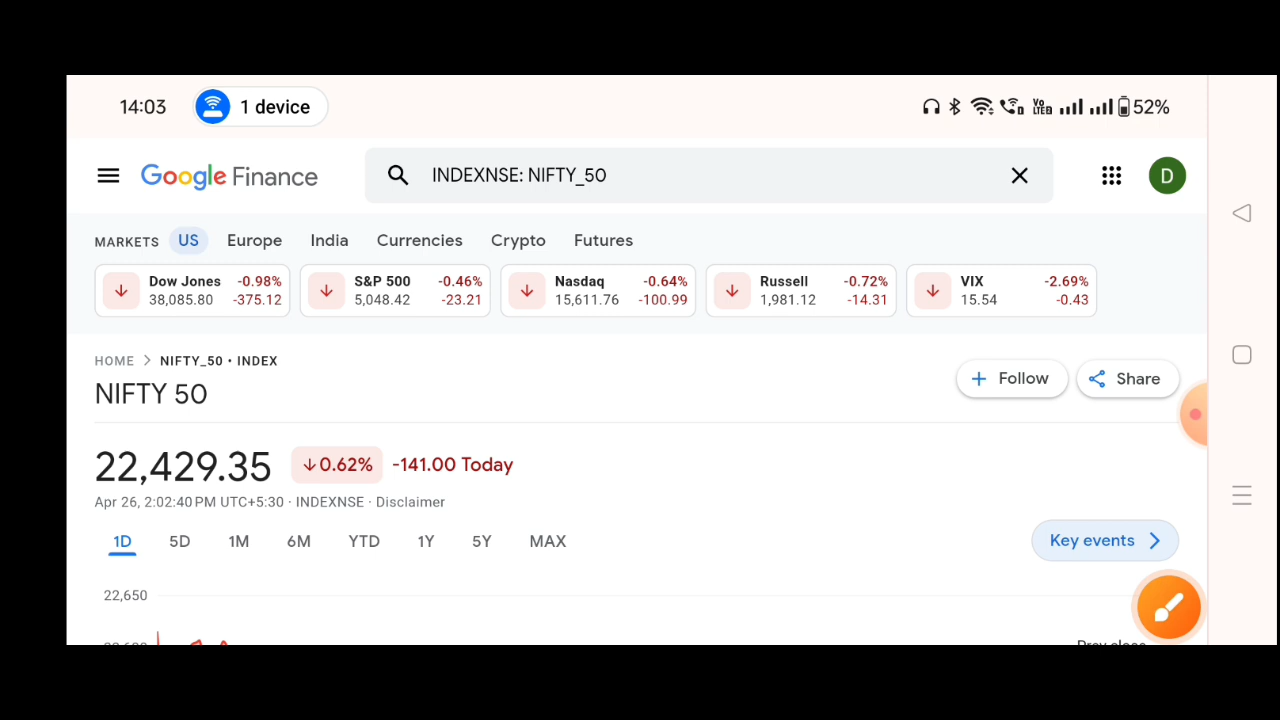 14:03 1 device VoLTE2 52%
Google Finance INDEXNSE: NIFTY_50 D
MARKETS US Europe India Currencies Crypto Futures
Dow Jones -0.98% S&P 500 -0.46% Nasdaq -0.64% Russell -0.72% VIX -2.69%
38,085.80 -375.12 5,048.42 -23.21 15,611.76 -100.99 1,981.12 -14.31 15.54 -0.43
HOME > NIFTY_50 • INDEX
NIFTY 50 Follow Share
22,429.35 ↓0.62% -141.00 Today
Apr 26, 2:02:40 PM UTC+5:30 · INDEXNSE · Disclaimer
1D 5D 1M 6M YTD 1Y 5Y MAX Key events
22,650
Prev close